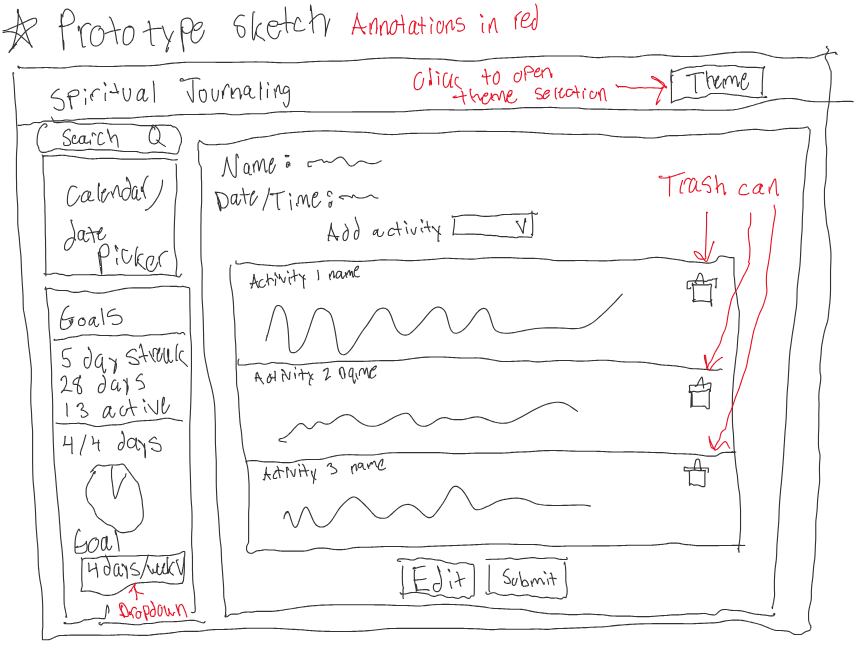 Prototype sketch Annotations in red
Spiritual Journaling
Click to open
theme selection
Theme
Search
Calendar/
date
Picker
Goals
5 day streak
28 days
13 active
4/4 days
Goal
4 days/week V
Dropdown
Name:
Date/Time:
Add activity V
Trash can
Activity 1 name
Activity 2 name
Activity 3 name
Edit Submit